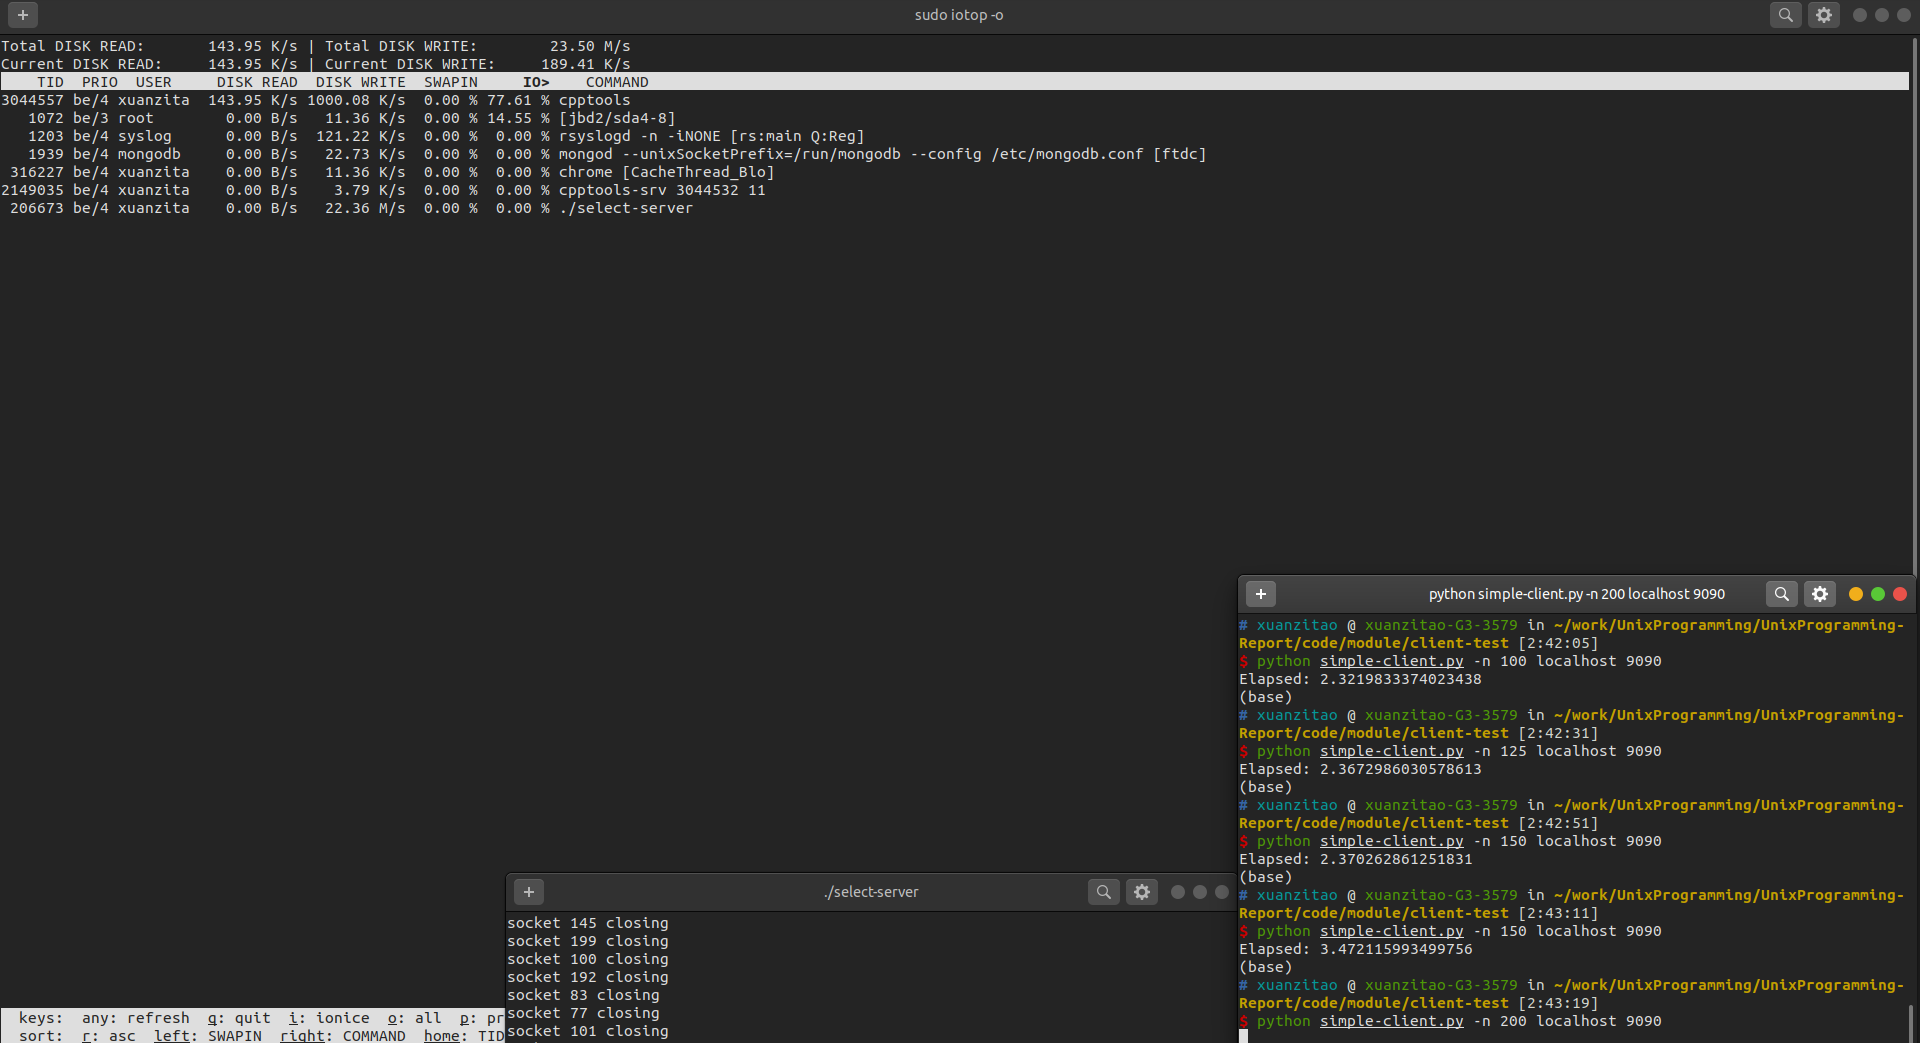 sudo iotop -o
Total DISK READ:       143.95 K/s | Total DISK WRITE:        23.50 M/s
Current DISK READ:     143.95 K/s | Current DISK WRITE:     189.41 K/s
    TID  PRIO  USER     DISK READ  DISK WRITE  SWAPIN     IO>    COMMAND
3044557 be/4 xuanzita  143.95 K/s 1000.08 K/s  0.00 % 77.61 % cpptools
   1072 be/3 root        0.00 B/s   11.36 K/s  0.00 % 14.55 % [jbd2/sda4-8]
   1203 be/4 syslog      0.00 B/s  121.22 K/s  0.00 %  0.00 % rsyslogd -n -iNONE [rs:main Q:Reg]
   1939 be/4 mongodb     0.00 B/s   22.73 K/s  0.00 %  0.00 % mongod --unixSocketPrefix=/run/mongodb --config /etc/mongodb.conf [ftdc]
 316227 be/4 xuanzita    0.00 B/s   11.36 K/s  0.00 %  0.00 % chrome [CacheThread_Blo]
2149035 be/4 xuanzita    0.00 B/s    3.79 K/s  0.00 %  0.00 % cpptools-srv 3044532 11
 206673 be/4 xuanzita    0.00 B/s   22.36 M/s  0.00 %  0.00 % ./select-server
keys:  any: refresh  q: quit  i: ionice  o: all  p: pr
sort:  r: asc  left: SWAPIN  right: COMMAND  home: TID
./select-server
socket 145 closing
socket 199 closing
socket 100 closing
socket 192 closing
socket 83 closing
socket 77 closing
socket 101 closing
python simple-client.py -n 200 localhost 9090
# xuanzitao @ xuanzitao-G3-3579 in ~/work/UnixProgramming/UnixProgramming-
Report/code/module/client-test [2:42:05]
$ python simple-client.py -n 100 localhost 9090
Elapsed: 2.3219833374023438
(base)
# xuanzitao @ xuanzitao-G3-3579 in ~/work/UnixProgramming/UnixProgramming-
Report/code/module/client-test [2:42:31]
$ python simple-client.py -n 125 localhost 9090
Elapsed: 2.3672986030578613
(base)
# xuanzitao @ xuanzitao-G3-3579 in ~/work/UnixProgramming/UnixProgramming-
Report/code/module/client-test [2:42:51]
$ python simple-client.py -n 150 localhost 9090
Elapsed: 2.370262861251831
(base)
# xuanzitao @ xuanzitao-G3-3579 in ~/work/UnixProgramming/UnixProgramming-
Report/code/module/client-test [2:43:11]
$ python simple-client.py -n 150 localhost 9090
Elapsed: 3.472115993499756
(base)
# xuanzitao @ xuanzitao-G3-3579 in ~/work/UnixProgramming/UnixProgramming-
Report/code/module/client-test [2:43:19]
$ python simple-client.py -n 200 localhost 9090